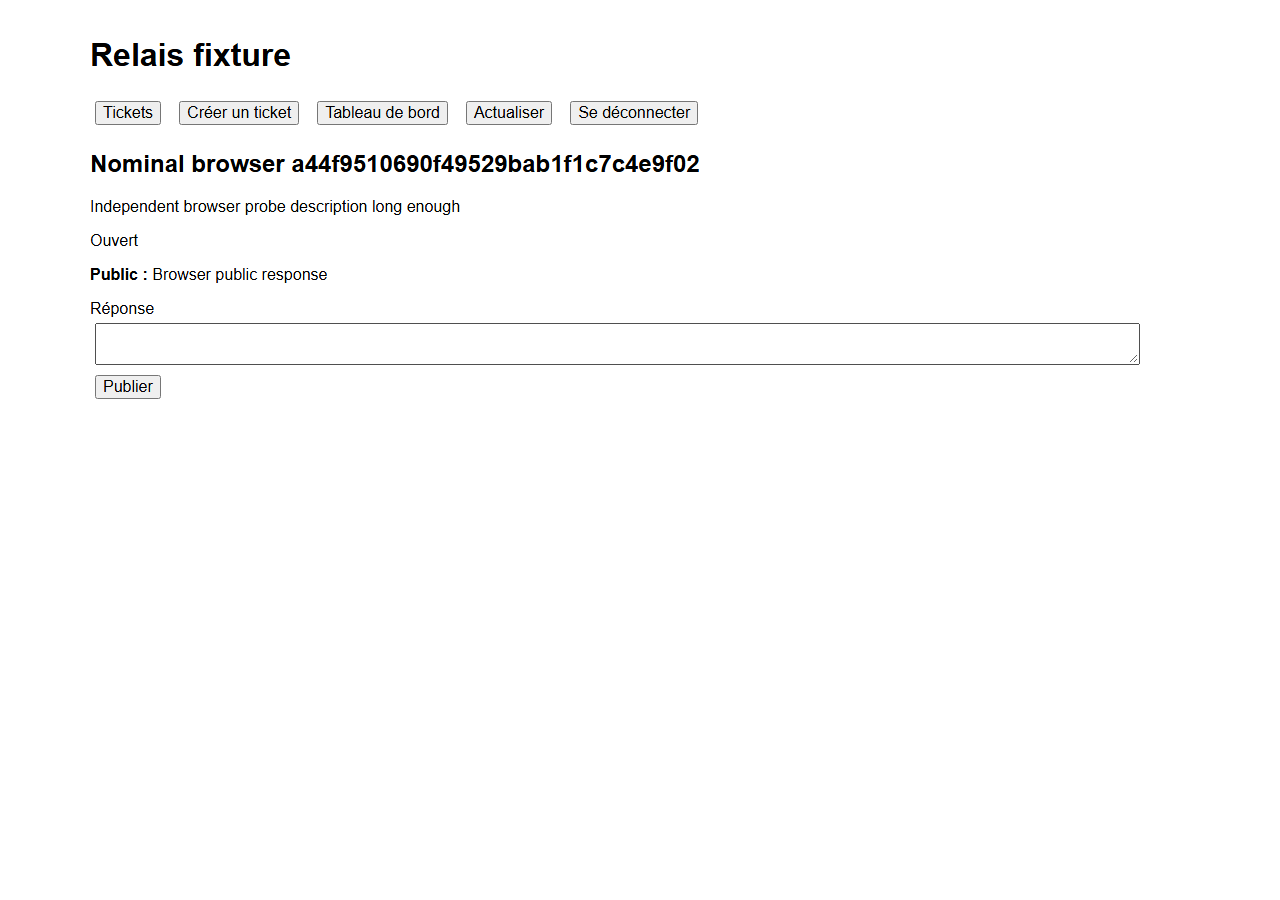 Relais fixture
Tickets Créer un ticket Tableau de bord Actualiser Se déconnecter
Nominal browser a44f9510690f49529bab1f1c7c4e9f02
Independent browser probe description long enough
Ouvert
Public : Browser public response
Réponse
Publier